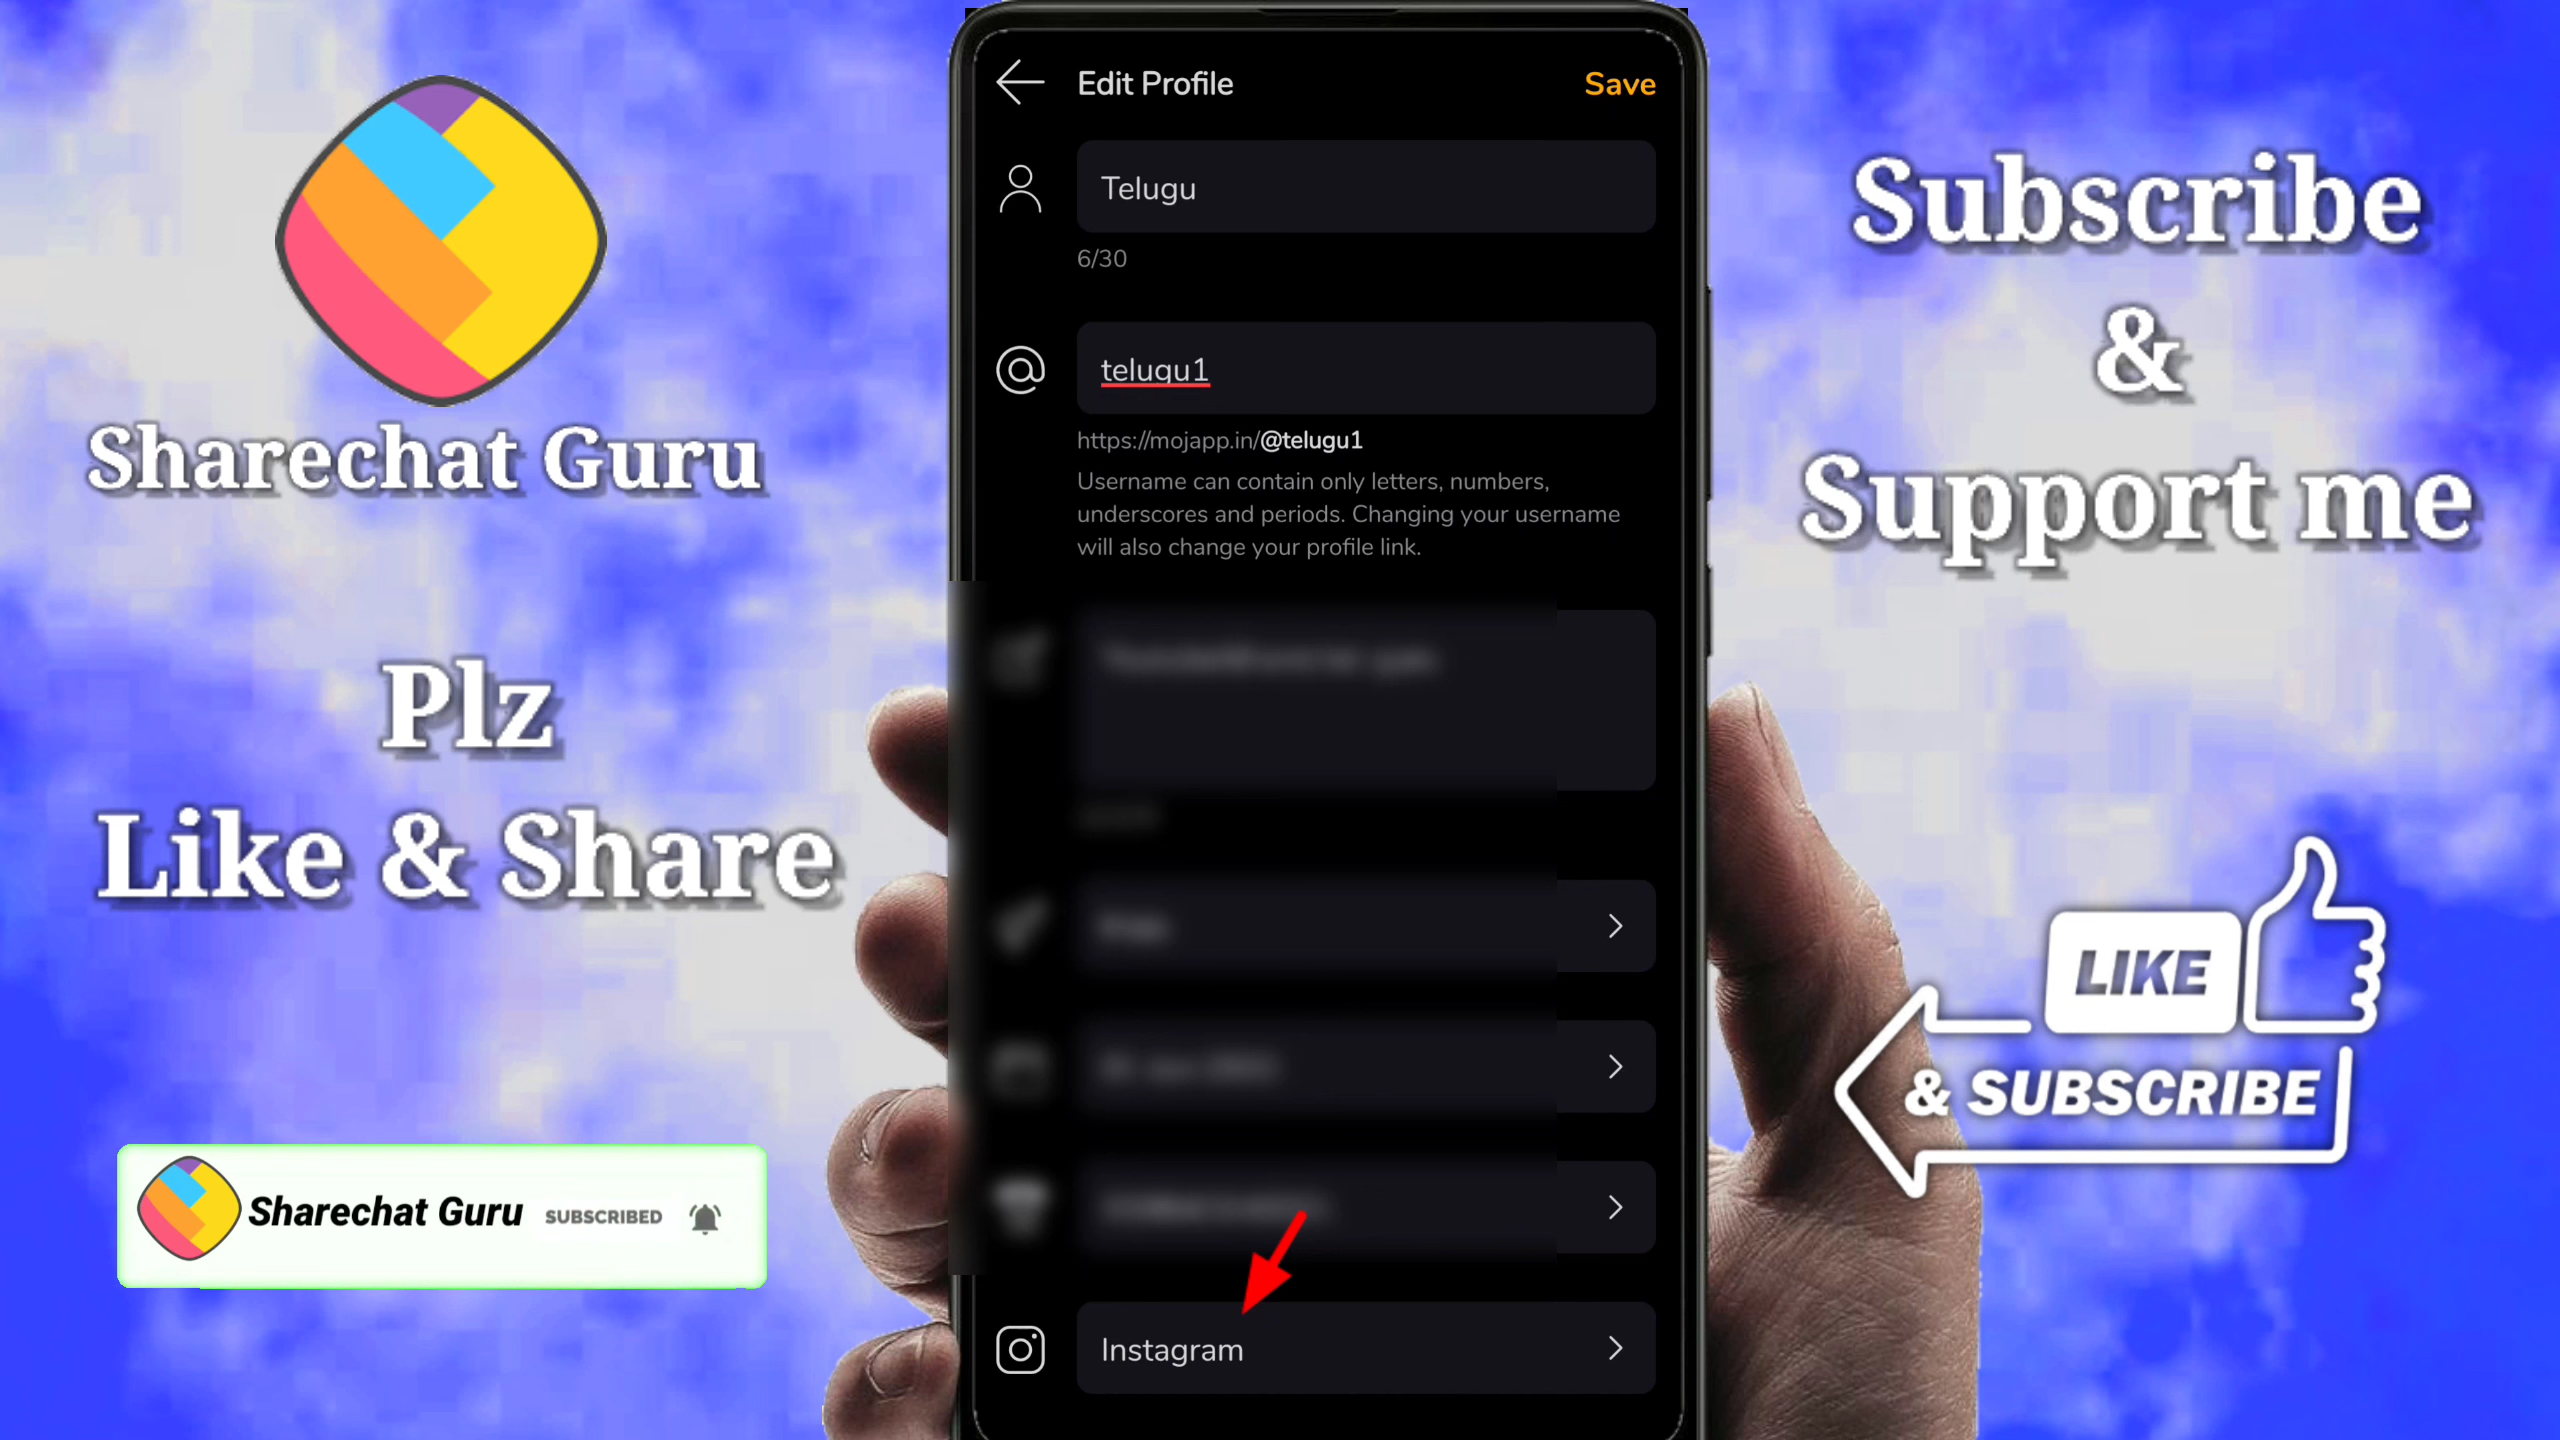 Sharechat Guru
Plz
Like & Share
Sharechat Guru SUBSCRIBED
Edit Profile
Save
Telugu
6/30
telugu1
https://mojapp.in/@telugu1
Username can contain only letters, numbers,
underscores and periods. Changing your username
will also change your profile link.
Instagram
Subscribe
&
Support me
LIKE
& SUBSCRIBE